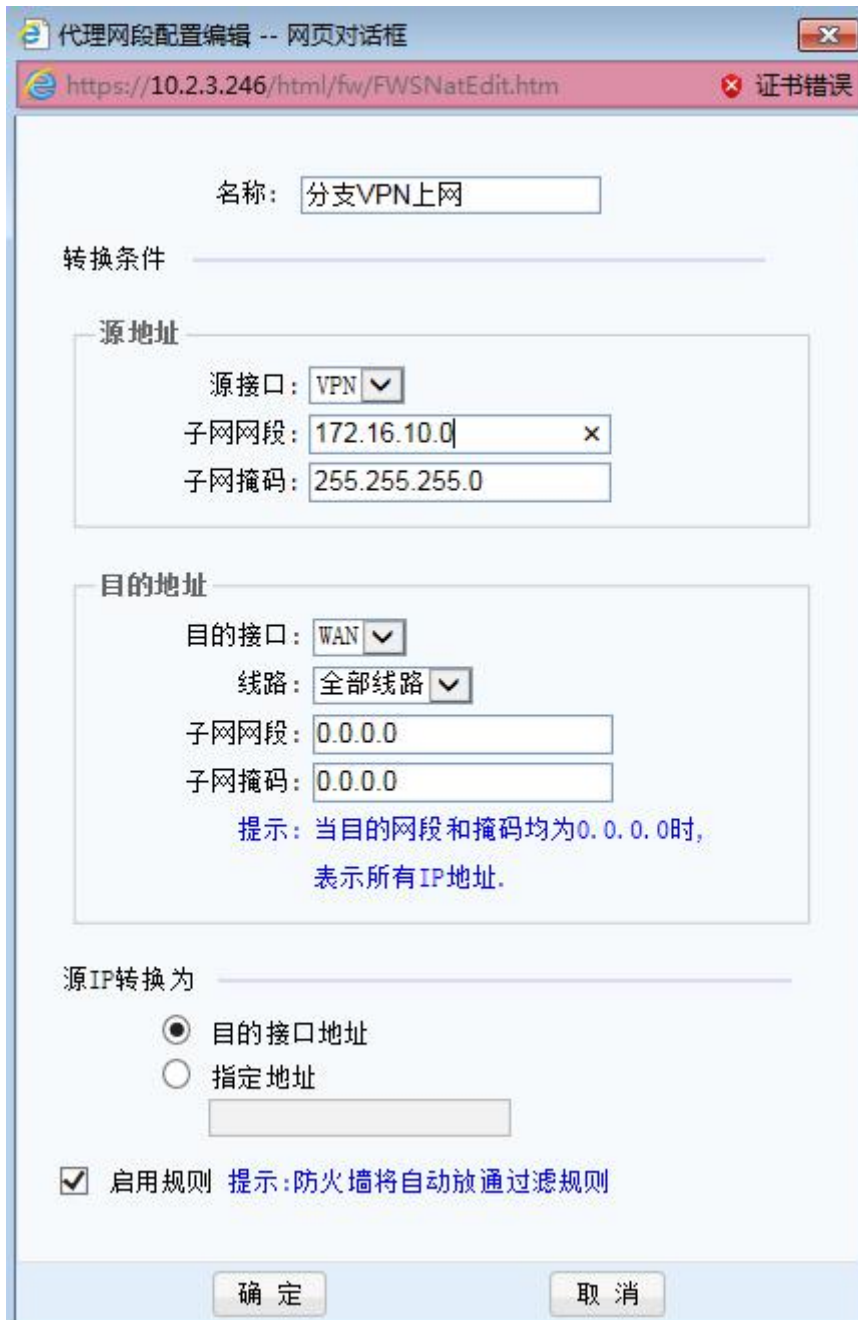 代理网段配置编辑 -- 网页对话框
https://10.2.3.246/html/fw/FWSNatEdit.htm 证书错误
名称: 分支VPN上网
转换条件
源地址
源接口: VPN
子网网段: 172.16.10.0 ×
子网掩码: 255.255.255.0
目的地址
目的接口: WAN
线路: 全部线路
子网网段: 0.0.0.0
子网掩码: 0.0.0.0
提示: 当目的网段和掩码均为0.0.0.0时,
表示所有IP地址.
源IP转换为
目的接口地址
指定地址
启用规则 提示:防火墙将自动放通过滤规则
确 定 取 消